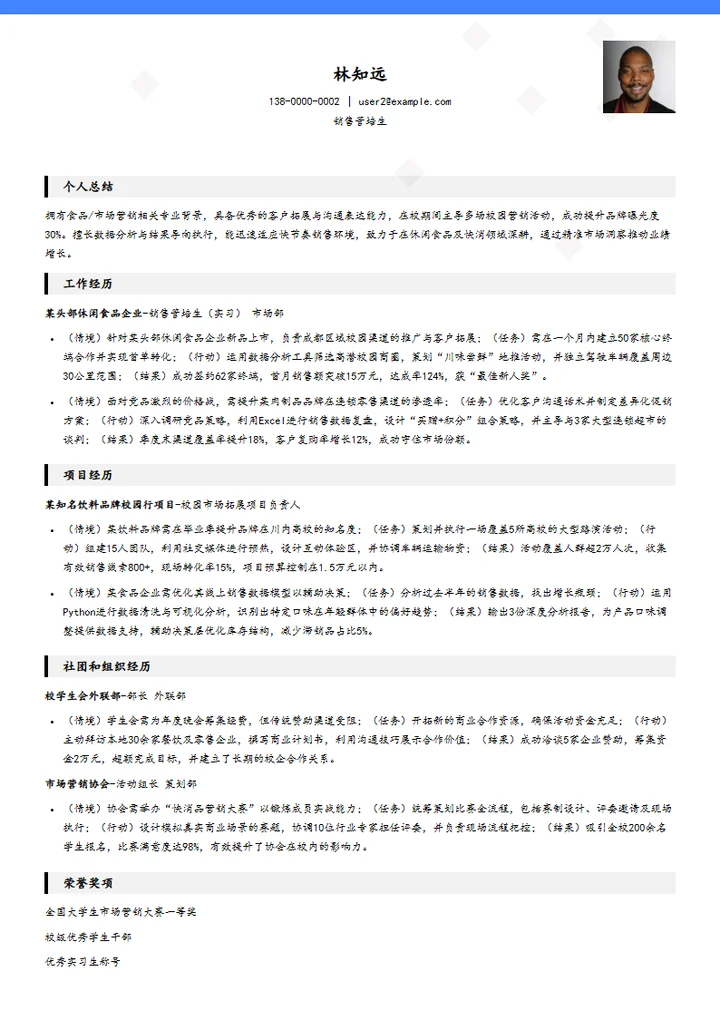 林知远
138-0000-0002 | user2@example.com
销售管培生
个人总结
拥有食品/市场营销相关专业背景，具备优秀的客户拓展与沟通表达能力，在校期间主导多场校园营销活动，成功提升品牌曝光度
30%。擅长数据分析与结果导向执行，能迅速适应快节奏销售环境，致力于在休闲食品及快消领域深耕，通过精准市场洞察推动业绩
增长。
工作经历
某头部休闲食品企业-销售管培生（实习） 市场部
• （情境）针对某头部休闲食品企业新品上市，负责成都区域校园渠道的推广与客户拓展；（任务）需在一个月内建立50家核心终
端合作并实现首单转化；（行动）运用数据分析工具筛选高潜校园商圈，策划“川味尝鲜”地推活动，并独立驾驶车辆覆盖周边
30公里范围；（结果）成功签约62家终端，首月销售额突破15万元，达成率124%，获“最佳新人奖”。
• （情境）面对竞品激烈的价格战，需提升某肉制品品牌在连锁零售渠道的渗透率；（任务）优化客户沟通话术并制定差异化促销
方案；（行动）深入调研竞品策略，利用Excel进行销售数据复盘，设计“买赠+积分”组合策略，并主导与3家大型连锁超市的
谈判；（结果）季度末渠道覆盖率提升18%，客户复购率增长12%，成功守住市场份额。
项目经历
某知名饮料品牌校园行项目-校园市场拓展项目负责人
• （情境）某饮料品牌需在毕业季提升品牌在川内高校的知名度；（任务）策划并执行一场覆盖5所高校的大型路演活动；（行
动）组建15人团队，利用社交媒体进行预热，设计互动体验区，并协调车辆运输物资；（结果）活动覆盖人群超2万人次，收集
有效销售线索800+，现场转化率15%，项目预算控制在1.5万元以内。
• （情境）某食品企业需优化其线上销售数据模型以辅助决策；（任务）分析过去半年的销售数据，找出增长瓶颈；（行动）运用
Python进行数据清洗与可视化分析，识别出特定口味在年轻群体中的偏好趋势；（结果）输出3份深度分析报告，为产品口味调
整提供数据支持，辅助决策层优化库存结构，减少滞销品占比5%。
社团和组织经历
校学生会外联部-部长 外联部
• （情境）学生会需为年度晚会筹集经费，但传统赞助渠道受阻；（任务）开拓新的商业合作资源，确保活动资金充足；（行动）
主动拜访本地30余家餐饮及零售企业，撰写商业计划书，利用沟通技巧展示合作价值；（结果）成功洽谈5家企业赞助，筹集资
金2万元，超额完成目标，并建立了长期的校企合作关系。
市场营销协会-活动组长 策划部
• （情境）协会需举办“快消品营销大赛”以锻炼成员实战能力；（任务）统筹策划比赛全流程，包括赛制设计、评委邀请及现场
执行；（行动）设计模拟真实商业场景的赛题，协调10位行业专家担任评委，并负责现场流程把控；（结果）吸引全校200余名
学生报名，比赛满意度达98%，有效提升了协会在校内的影响力。
荣誉奖项
全国大学生市场营销大赛一等奖
校级优秀学生干部
优秀实习生称号